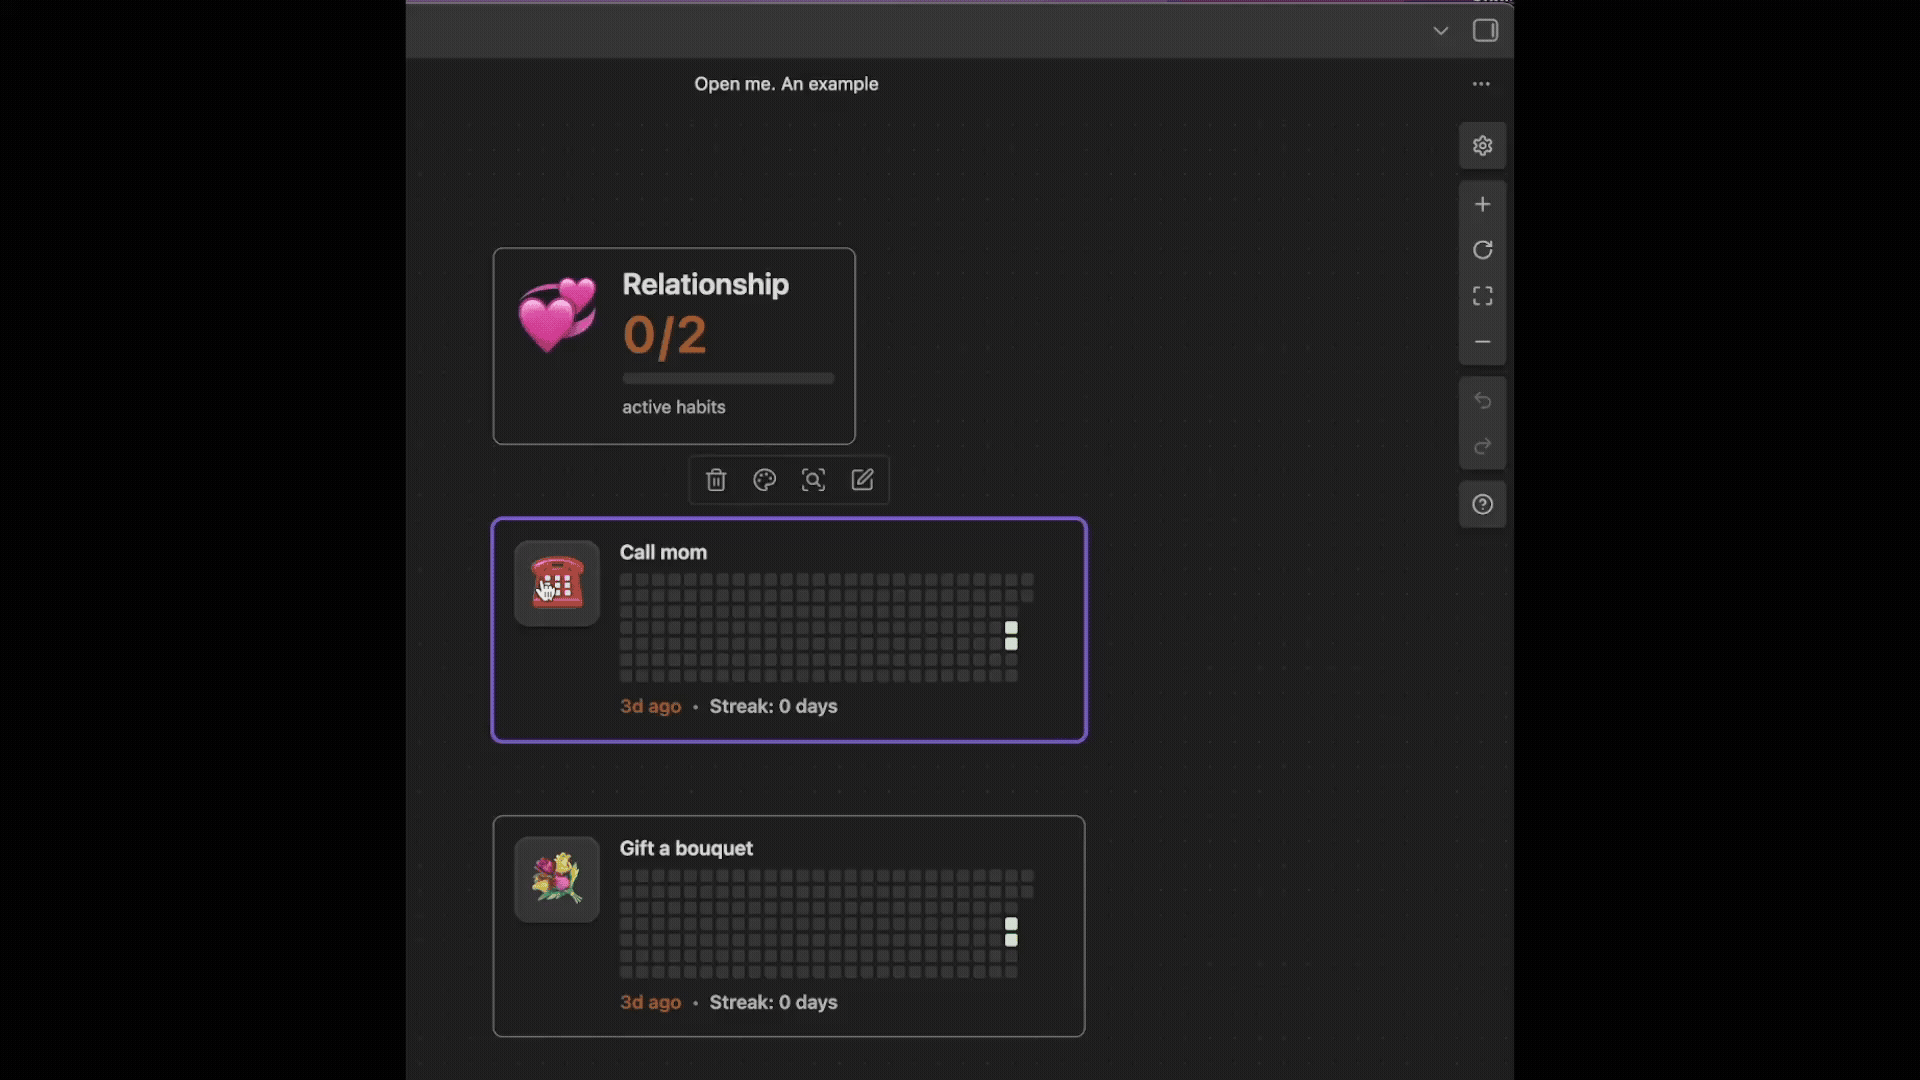 Open me. An example
Relationship
0/2
active habits
Call mom
3d ago • Streak: 0 days
Gift a bouquet
3d ago • Streak: 0 days